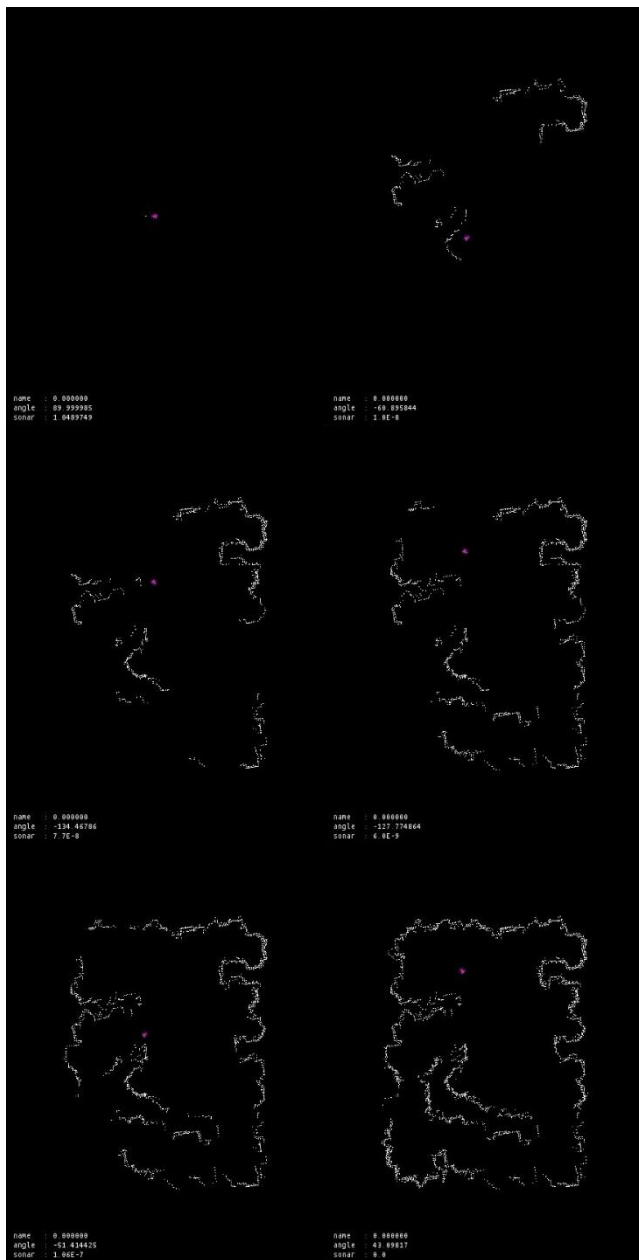 name : 0.000000
angle : 89.999985
sonar : 1.0489749
name : 0.000000
angle : -60.895844
sonar : 1.0E-8
name : 0.000000
angle : -134.46786
sonar : 7.7E-8
name : 0.000000
angle : -127.774864
sonar : 6.0E-9
name : 0.000000
angle : -51.414425
sonar : 1.06E-7
name : 0.000000
angle : 43.09817
sonar : 0.0